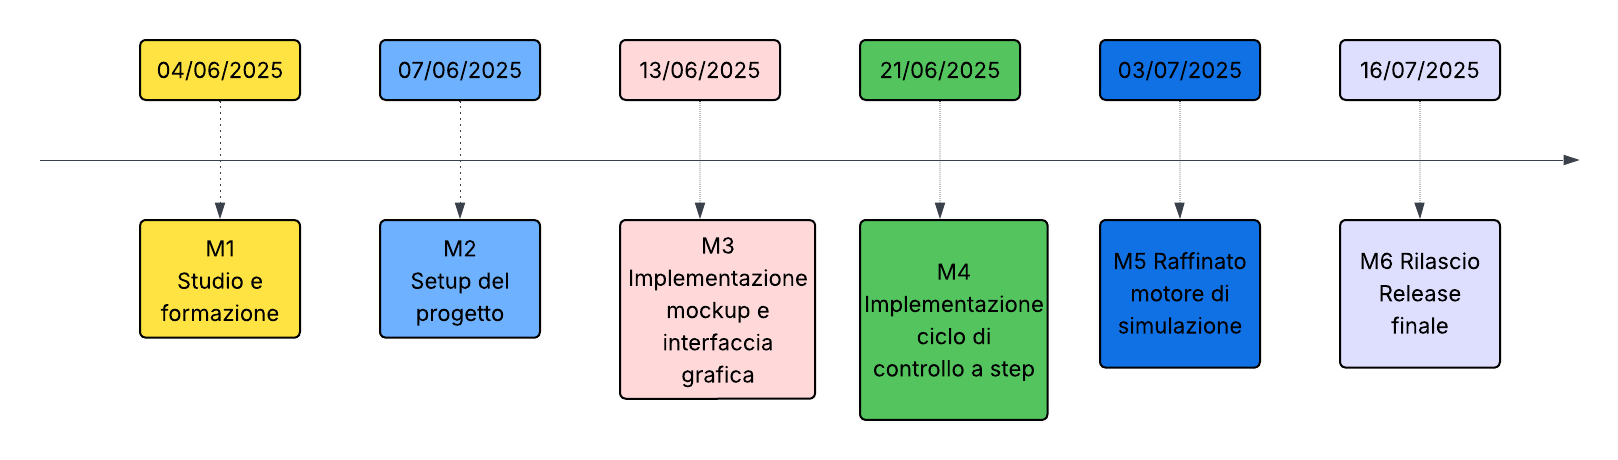 04/06/2025
07/06/2025
13/06/2025
21/06/2025
03/07/2025
16/07/2025
M1
Studio e
formazione
M2
Setup del
progetto
M3
Implementazione
mockup e
interfaccia
grafica
M4
Implementazione
ciclo di
controllo a step
M5 Raffinato
motore di
simulazione
M6 Rilascio
Release
finale